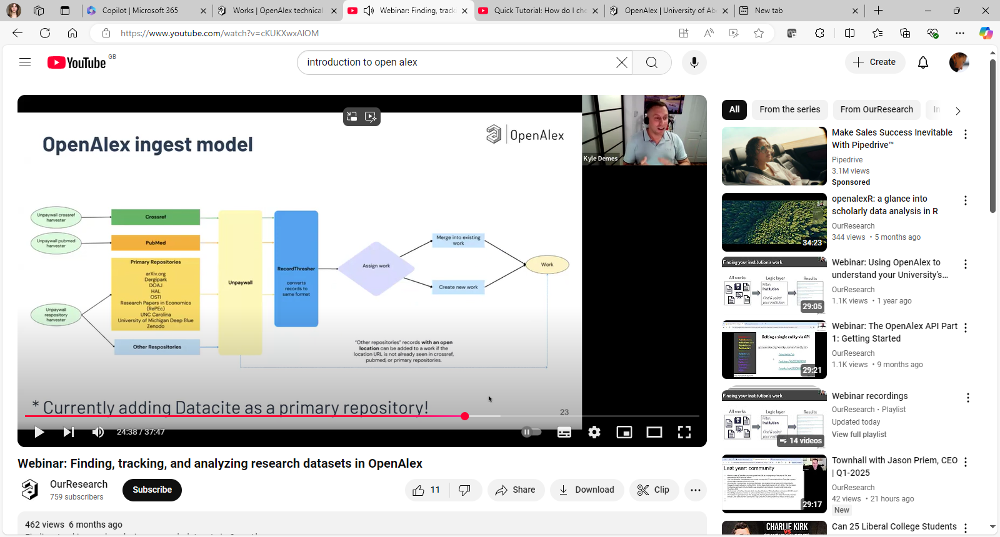 Copilot | Microsoft 365
Works | OpenAlex technical
Webinar: Finding, track
Quick Tutorial: How do I che
OpenAlex | University of Ab
New tab
https://www.youtube.com/watch?v=cKUKXwxAIOM
YouTube GB
introduction to open alex
Create
OpenAlex ingest model
OpenAlex
Kyle Demes
Unpaywall crossref
harvester
Crossref
Unpaywall pubmed
harvester
PubMed
Primary Repositories
arXiv.org
Dergipark
DOAJ
HAL
OSTI
Research Papers in Economics
(RePEc)
UNC Carolina
University of Michigan Deep Blue
Zenodo
Unpaywall
respository
harvester
Other Respositories
Unpaywall
RecordThresher
converts
records to
same format
Assign work
Merge into existing
work
Create new work
Work
"Other repositories" records with an open
location can be added to a work if the
location URL is not already seen in crossref,
pubmed, or primary repositories.
* Currently adding Datacite as a primary repository!
23
24:38 / 37:47
Webinar: Finding, tracking, and analyzing research datasets in OpenAlex
OurResearch
759 subscribers
Subscribe
11
Share
Download
Clip
462 views 6 months ago
All
From the series
From OurResearch
Make Sales Success Inevitable
With Pipedrive™
Pipedrive
3.1M views
Sponsored
34:23
openalexR: a glance into
scholarly data analysis in R
OurResearch
344 views • 5 months ago
Finding your institution's work
All works
Logic layer
Results
Filter:
Institution
Find & select
your institution
29:05
Webinar: Using OpenAlex to
understand your University's...
OurResearch
1.1K views • 1 year ago
Getting a single entity via API
29:21
Webinar: The OpenAlex API Part
1: Getting Started
OurResearch
1.1K views • 9 months ago
Finding your institution's work
All works
Logic layer
Results
Filter:
Institution
Find & select
14 videos
Webinar recordings
OurResearch • Playlist
Updated today
View full playlist
Last year: community
29:17
Townhall with Jason Priem, CEO
| Q1-2025
OurResearch
42 views • 21 hours ago
New
CHARLIE KIRK
VS
Can 25 Liberal College Students